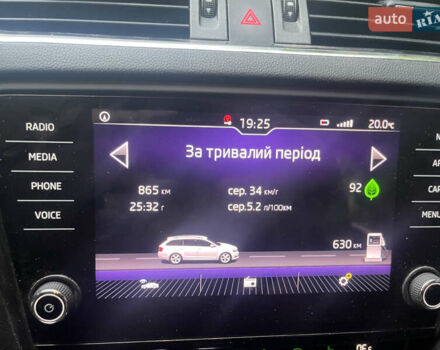 auto RIA
19:25
20.0°C
RADIO
MEDIA
PHONE
VOICE
MENU
За тривалий період
865 км
сер. 34 км/г
92
25:32 г
сер.5.2 л/100км
630 км